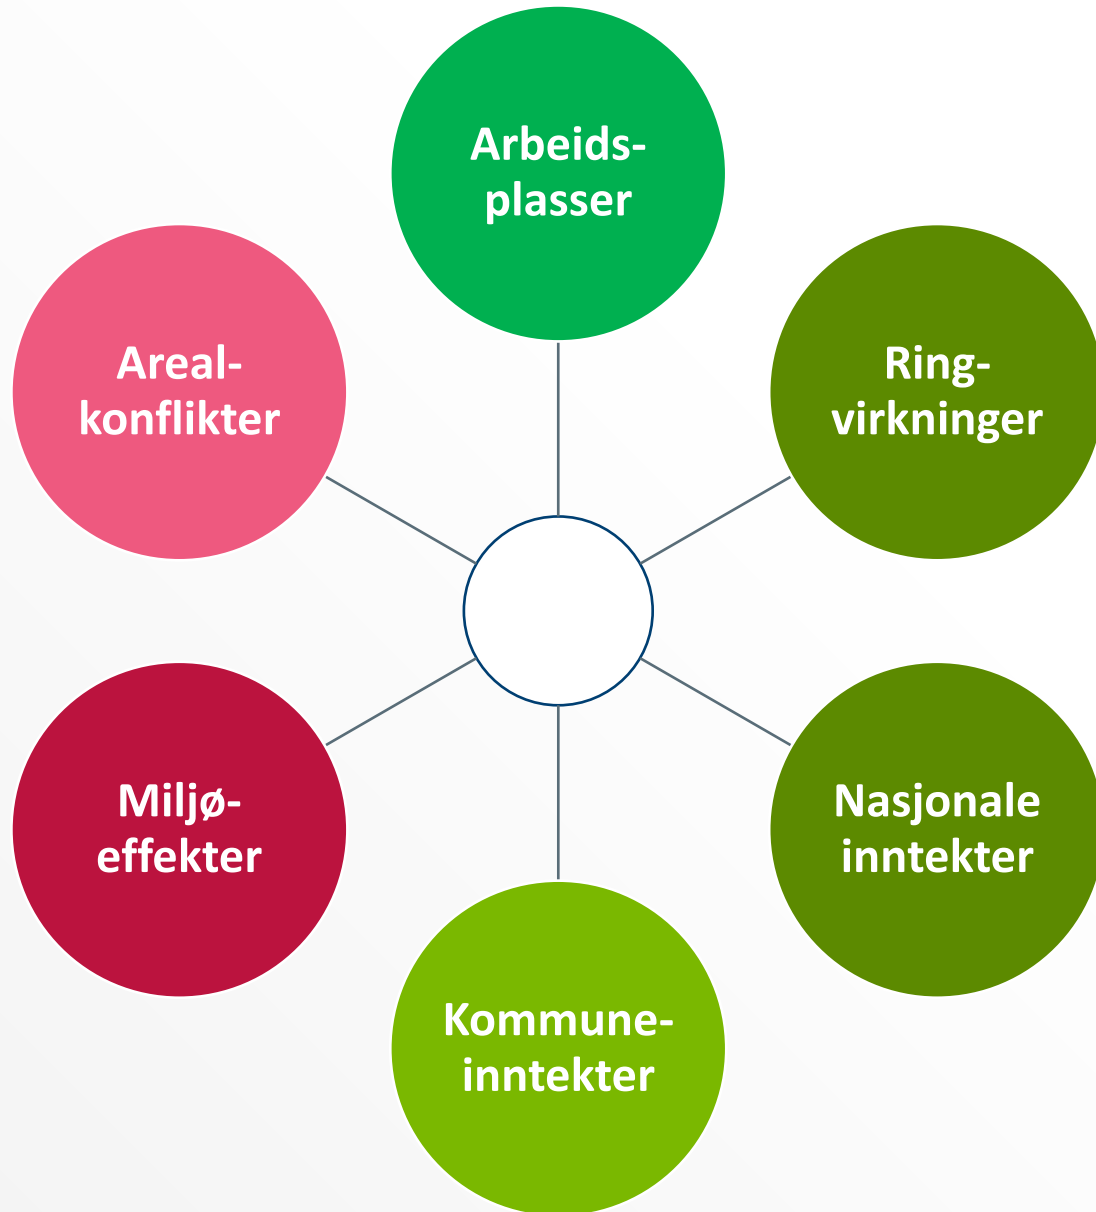 Arbeids-
plasser
Areal-
konflikter
Ring-
virkninger
Miljø-
effekter
Nasjonale
inntekter
Kommune-
inntekter